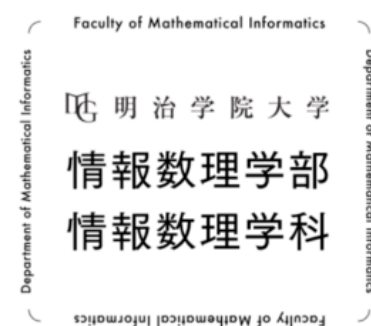 Faculty of Mathematical Informatics
Department of Mathematical Informatics
MG 明治学院大学
情報数理学部
情報数理学科
Department of Mathematical Informatics
Faculty of Mathematical Informatics